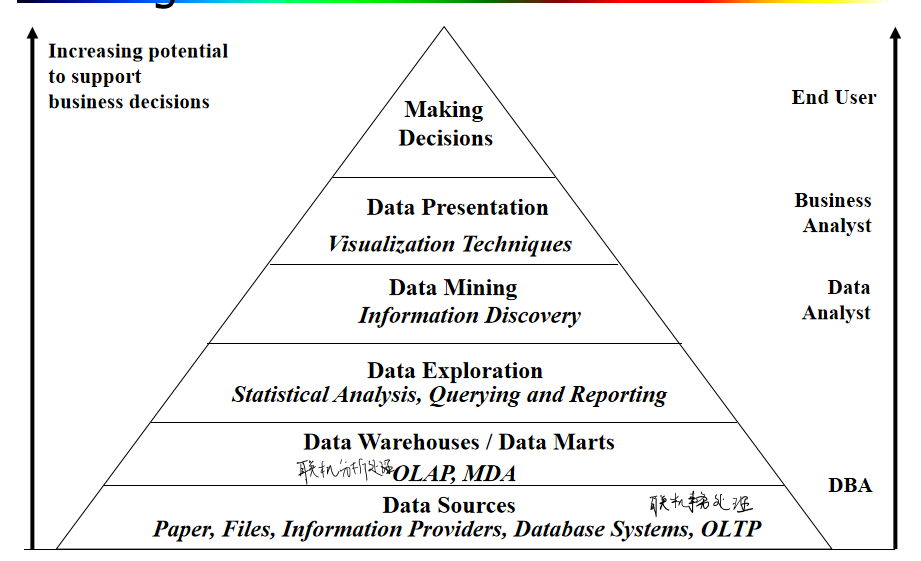 Increasing potential
to support
business decisions
Making
Decisions
End User
Data Presentation
Visualization Techniques
Business
Analyst
Data Mining
Information Discovery
Data
Analyst
Data Exploration
Statistical Analysis, Querying and Reporting
Data Warehouses / Data Marts
联机分析处理
OLAP, MDA
DBA
Data Sources
联机事务处理
Paper, Files, Information Providers, Database Systems, OLTP